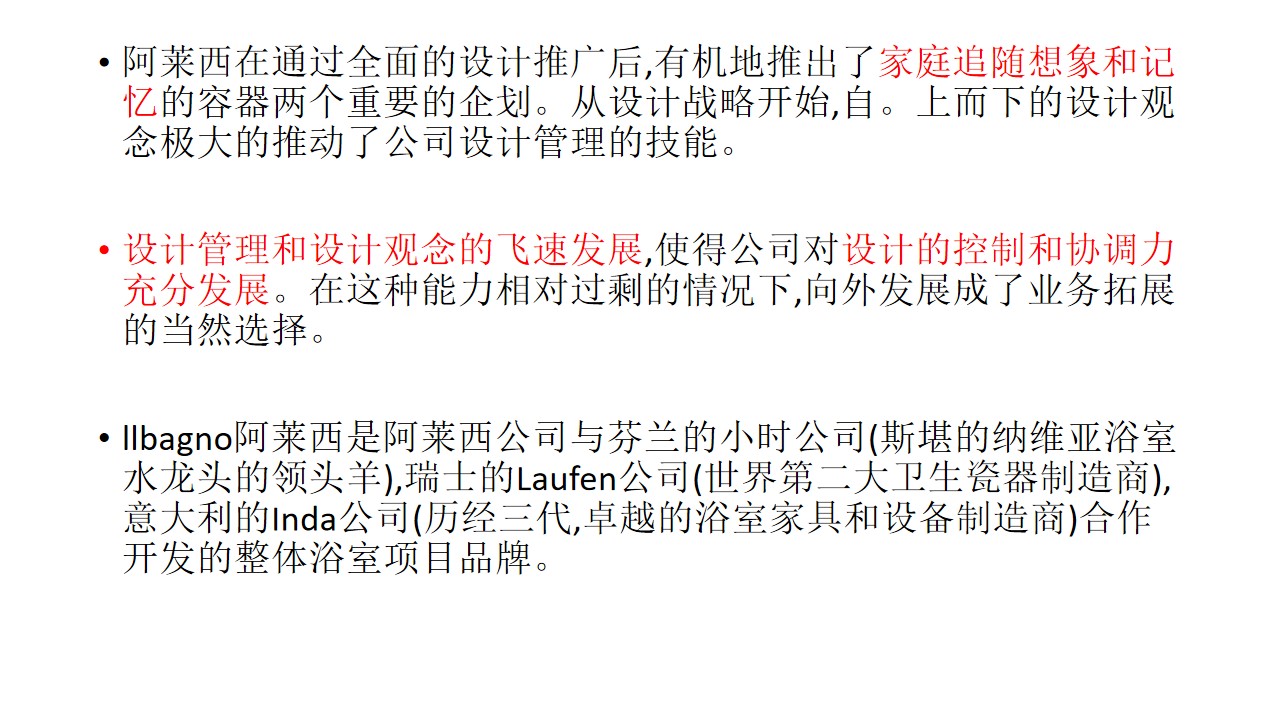 • 阿莱西在通过全面的设计推广后,有机地推出了家庭追随想象和记
忆的容器两个重要的企划。从设计战略开始,自。上而下的设计观
念极大的推动了公司设计管理的技能。
• 设计管理和设计观念的飞速发展,使得公司对设计的控制和协调力
充分发展。在这种能力相对过剩的情况下,向外发展成了业务拓展
的当然选择。
• llbagno阿莱西是阿莱西公司与芬兰的小时公司(斯堪的纳维亚浴室
水龙头的领头羊),瑞士的Laufen公司(世界第二大卫生瓷器制造商),
意大利的Inda公司(历经三代,卓越的浴室家具和设备制造商)合作
开发的整体浴室项目品牌。